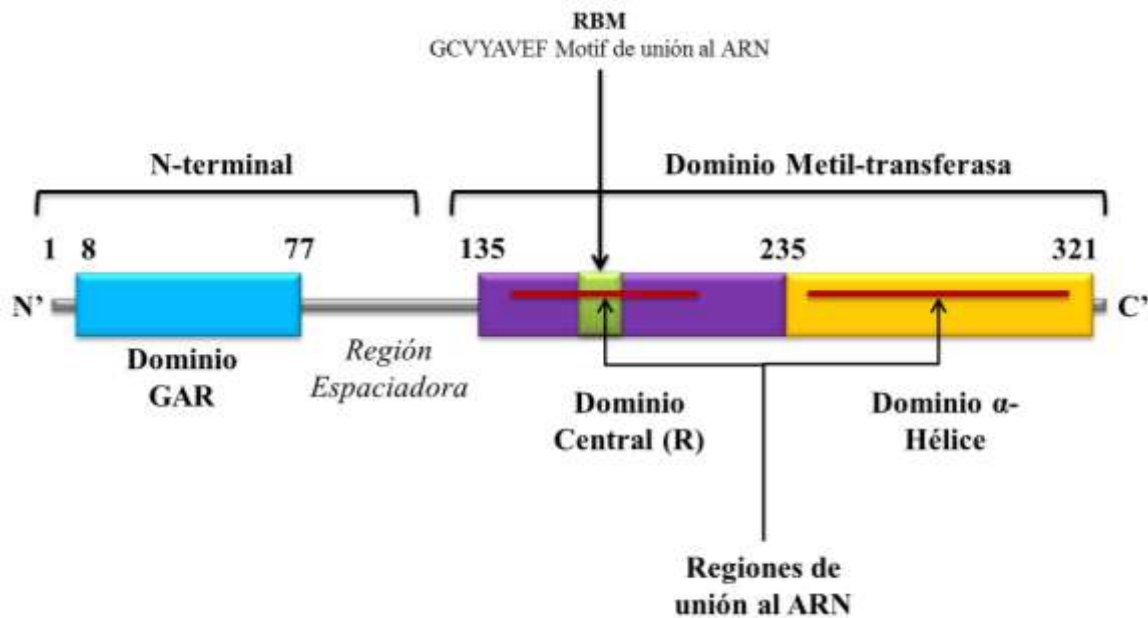 RBM
GCVYAVEF Motif de unión al ARN
N-terminal
Dominio Metil-transferasa
1 8 77 135 235 321
N' C'
Dominio
GAR
Región
Espaciadora
Dominio
Central (R)
Dominio α-
Hélice
Regiones de
unión al ARN